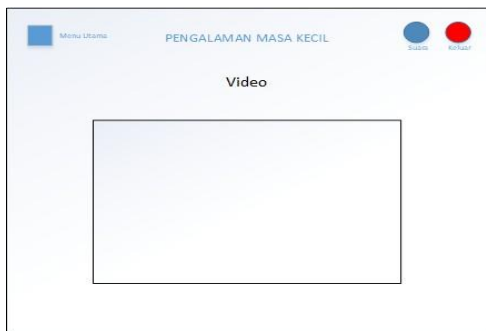 Menu Utama
PENGALAMAN MASA KECIL
Suara
Keluar
Video